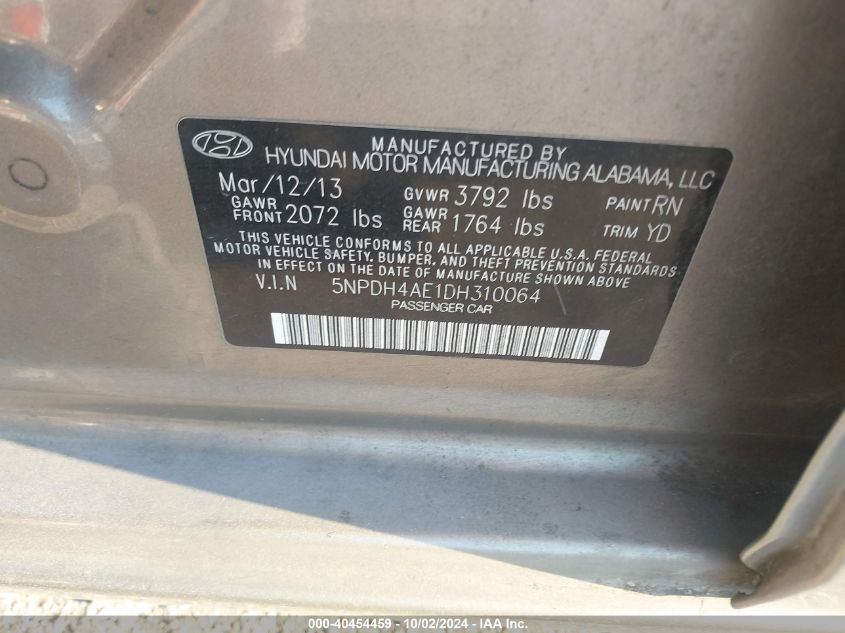 MANUFACTURED BY
HYUNDAI MOTOR MANUFACTURING ALABAMA, LLC
Mar/12/13 GVWR 3792 lbs PAINT RN
GAWR FRONT 2072 lbs GAWR REAR 1764 lbs TRIM YD
THIS VEHICLE CONFORMS TO ALL APPLICABLE U.S.A. FEDERAL
MOTOR VEHICLE SAFETY, BUMPER, AND THEFT PREVENTION STANDARDS
IN EFFECT ON THE DATE OF MANUFACTURE SHOWN ABOVE
V.I.N 5NPDH4AE1DH310064
PASSENGER CAR
000-40454459 - 10/02/2024 - IAA Inc.